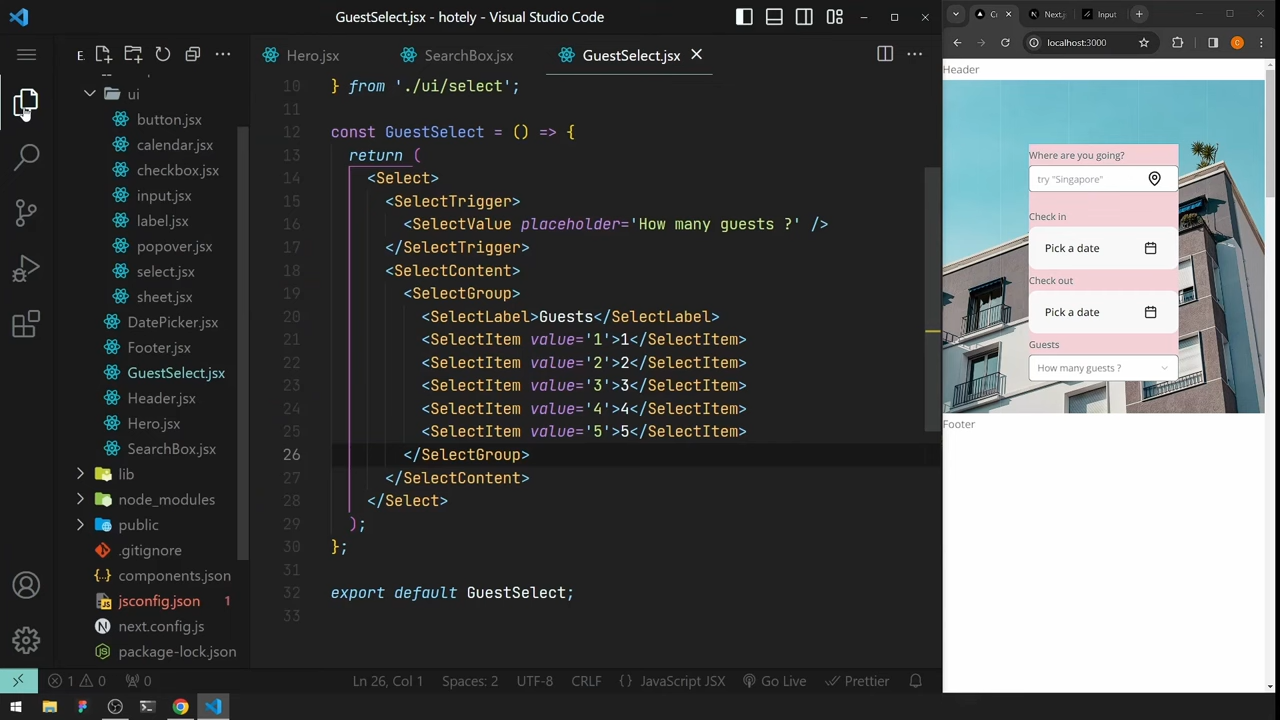 GuestSelect.jsx - hotely - Visual Studio Code
E
Hero.jsx
SearchBox.jsx
GuestSelect.jsx
ui
button.jsx
calendar.jsx
checkbox.jsx
input.jsx
label.jsx
popover.jsx
select.jsx
sheet.jsx
DatePicker.jsx
Footer.jsx
GuestSelect.jsx
Header.jsx
Hero.jsx
SearchBox.jsx
lib
node_modules
public
.gitignore
components.json
jsconfig.json 1
next.config.js
package-lock.json
10 } from './ui/select';
11
12 const GuestSelect = () => {
13 return (
14 <Select>
15 <SelectTrigger>
16 <SelectValue placeholder='How many guests ?' />
17 </SelectTrigger>
18 <SelectContent>
19 <SelectGroup>
20 <SelectLabel>Guests</SelectLabel>
21 <SelectItem value='1'>1</SelectItem>
22 <SelectItem value='2'>2</SelectItem>
23 <SelectItem value='3'>3</SelectItem>
24 <SelectItem value='4'>4</SelectItem>
25 <SelectItem value='5'>5</SelectItem>
26 </SelectGroup>
27 </SelectContent>
28 </Select>
29 );
30 };
31
32 export default GuestSelect;
33
1 0 0
Ln 26, Col 1
Spaces: 2
UTF-8
CRLF
{} JavaScript JSX
Go Live
Prettier
Next.j
Input
localhost:3000
C
Header
Where are you going?
try "Singapore"
Check in
Pick a date
Check out
Pick a date
Guests
How many guests ?
Footer